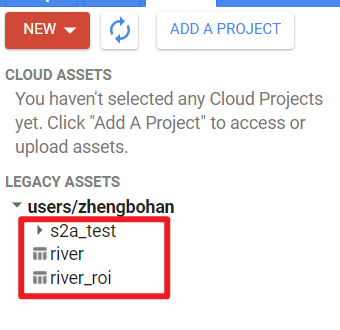 NEW
ADD A PROJECT
CLOUD ASSETS
You haven't selected any Cloud Projects
yet. Click "Add A Project" to access or
upload assets.
LEGACY ASSETS
users/zhengbohan
s2a_test
river
river_roi